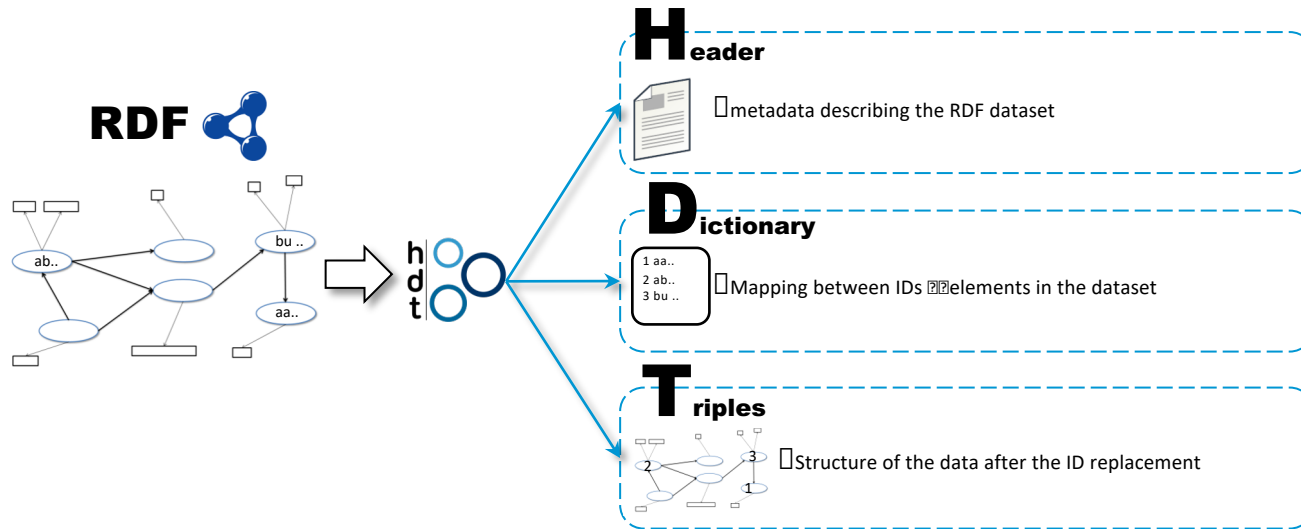 RDF
ab..
bu ..
aa..
h
d
t
Header
metadata describing the RDF dataset
Dictionary
1 aa..
2 ab..
3 bu ..
Mapping between IDs elements in the dataset
Triples
2
3
1
Structure of the data after the ID replacement